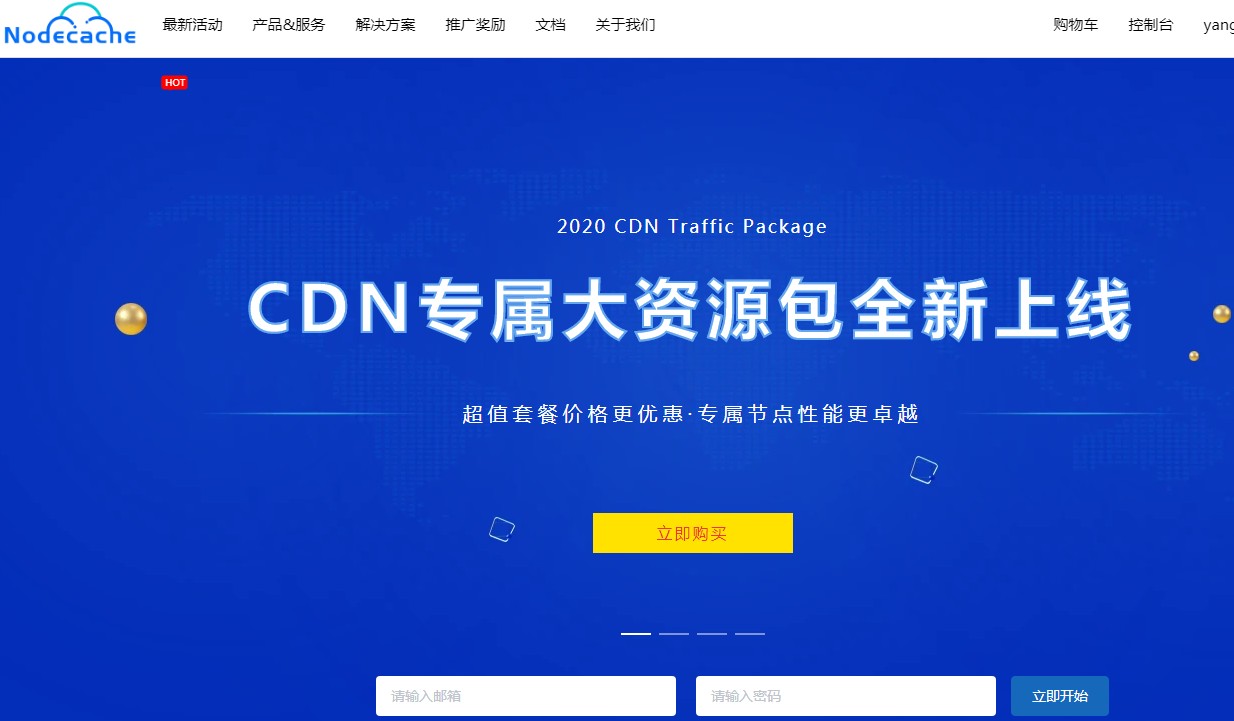 Nodecache 最新活动 产品&服务 解决方案 推广奖励 文档 关于我们 购物车 控制台 yang
HOT
2020 CDN Traffic Package
CDN专属大资源包全新上线
超值套餐价格更优惠·专属节点性能更卓越
立即购买
请输入邮箱 请输入密码 立即开始